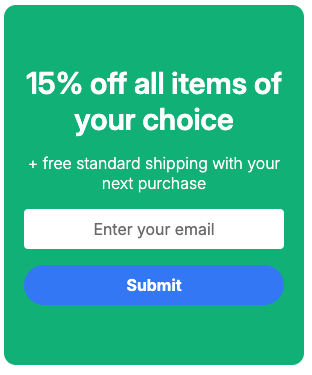 15% off all items of
your choice
+ free standard shipping with your
next purchase
Enter your email
Submit